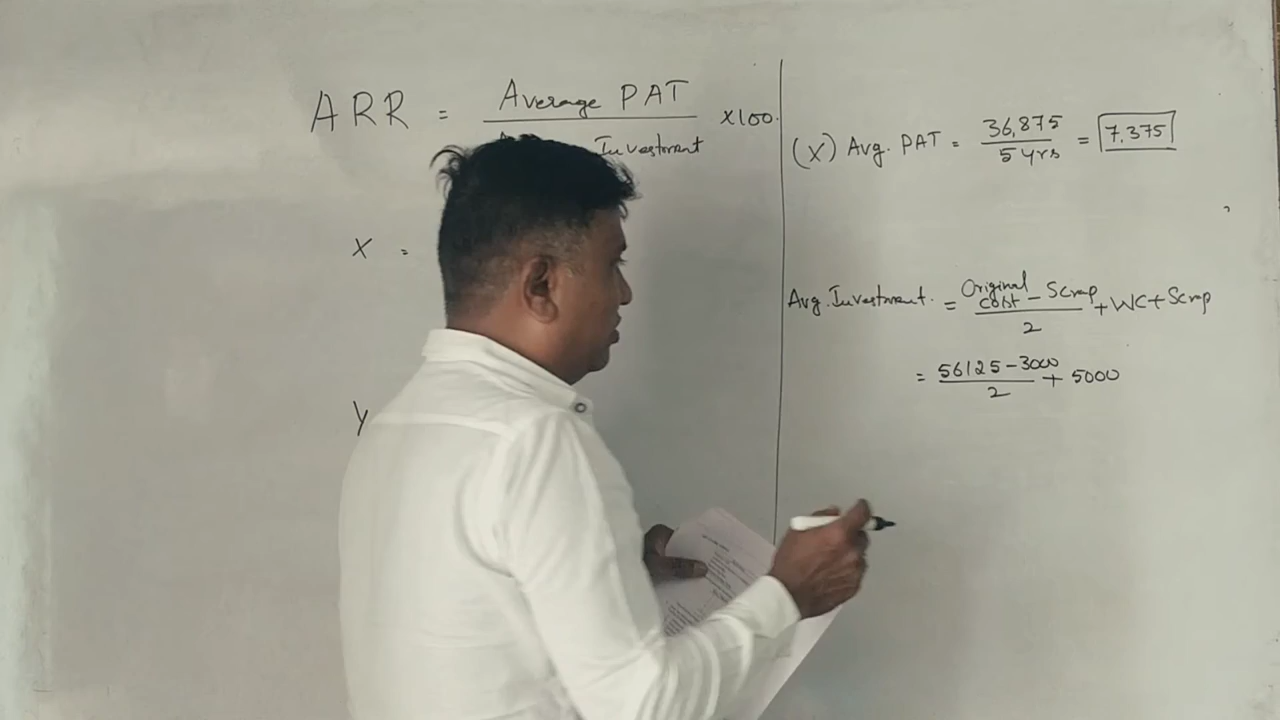 ARR = Average PAT / Investment X100.
X =
Y
(X) Avg. PAT = 36,875 / 5 yrs = 7,375
Avg. Investment. = Original Cost - Scrap / 2 + WC + Scrap
= 56125 - 3000 / 2 + 5000